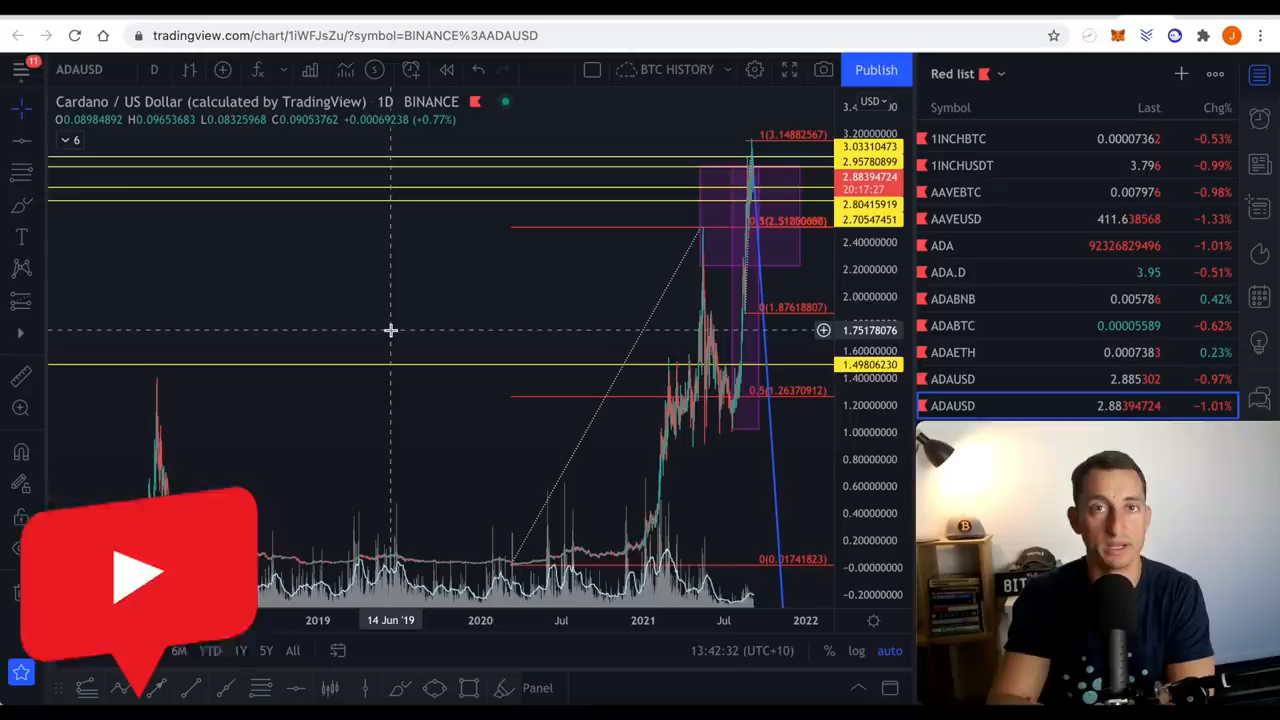 tradingview.com/chart/1iWFJsZu/?symbol=BINANCE%3AADAUSD
J
11
ADAUSD
D
BTC HISTORY
Publish
Red list
Cardano / US Dollar (calculated by TradingView) 1D BINANCE
USD
O0.08984892 H0.09653683 L0.08325968 C0.09053762 +0.00069238 (+0.77%)
6
Symbol
Last
Chg%
1INCHBTC 0.00007362 −0.53%
1INCHUSDT 3.796 −0.99%
AAVEBTC 0.007976 −0.98%
AAVEUSD 411.638568 −1.33%
ADA 92326829496 −1.01%
ADA.D 3.95 −0.51%
ADABNB 0.005786 0.42%
ADABTC 0.00005589 −0.62%
ADAETH 0.0007383 0.23%
ADAUSD 2.885302 −0.97%
ADAUSD 2.88394724 −1.01%
1(3.14882567)
0(1.87618807)
0.5(1.26370912)
0(0.01741823)
3.20000000
3.03310473
2.95780899
2.88394724
20:17:27
2.80415919
2.70547451
2.40000000
2.20000000
2.00000000
1.75178076
1.60000000
1.49806230
1.40000000
1.20000000
1.00000000
0.80000000
0.60000000
0.40000000
0.20000000
−0.00000000
−0.20000000
2019
14 Jun '19
2020
Jul
2021
Jul
2022
6M YTD 1Y 5Y All
13:42:32 (UTC+10)
%
log
auto
Panel
BIT